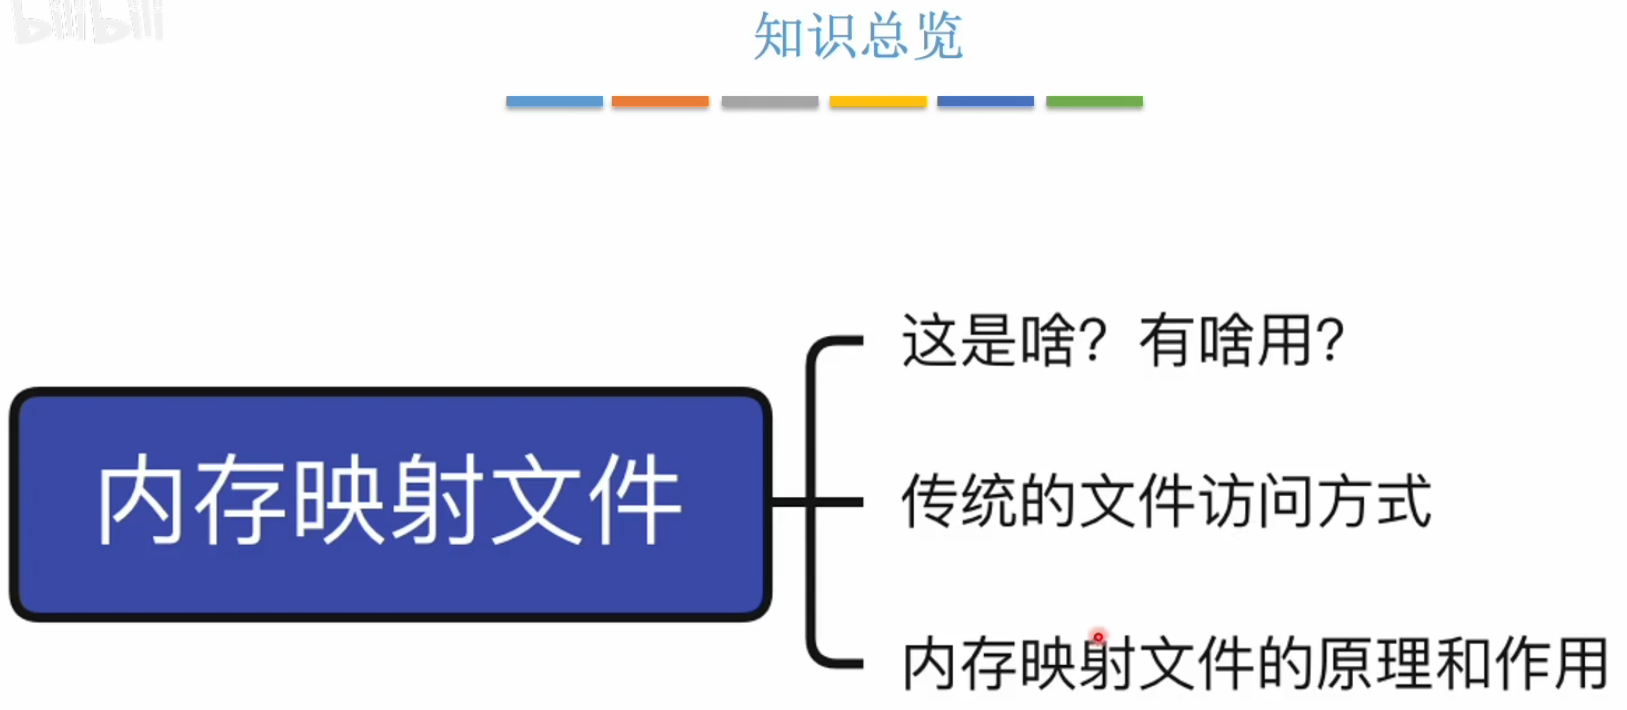 bilibili
知识总览
这是啥？有啥用？
内存映射文件
传统的文件访问方式
内存映射文件的原理和作用